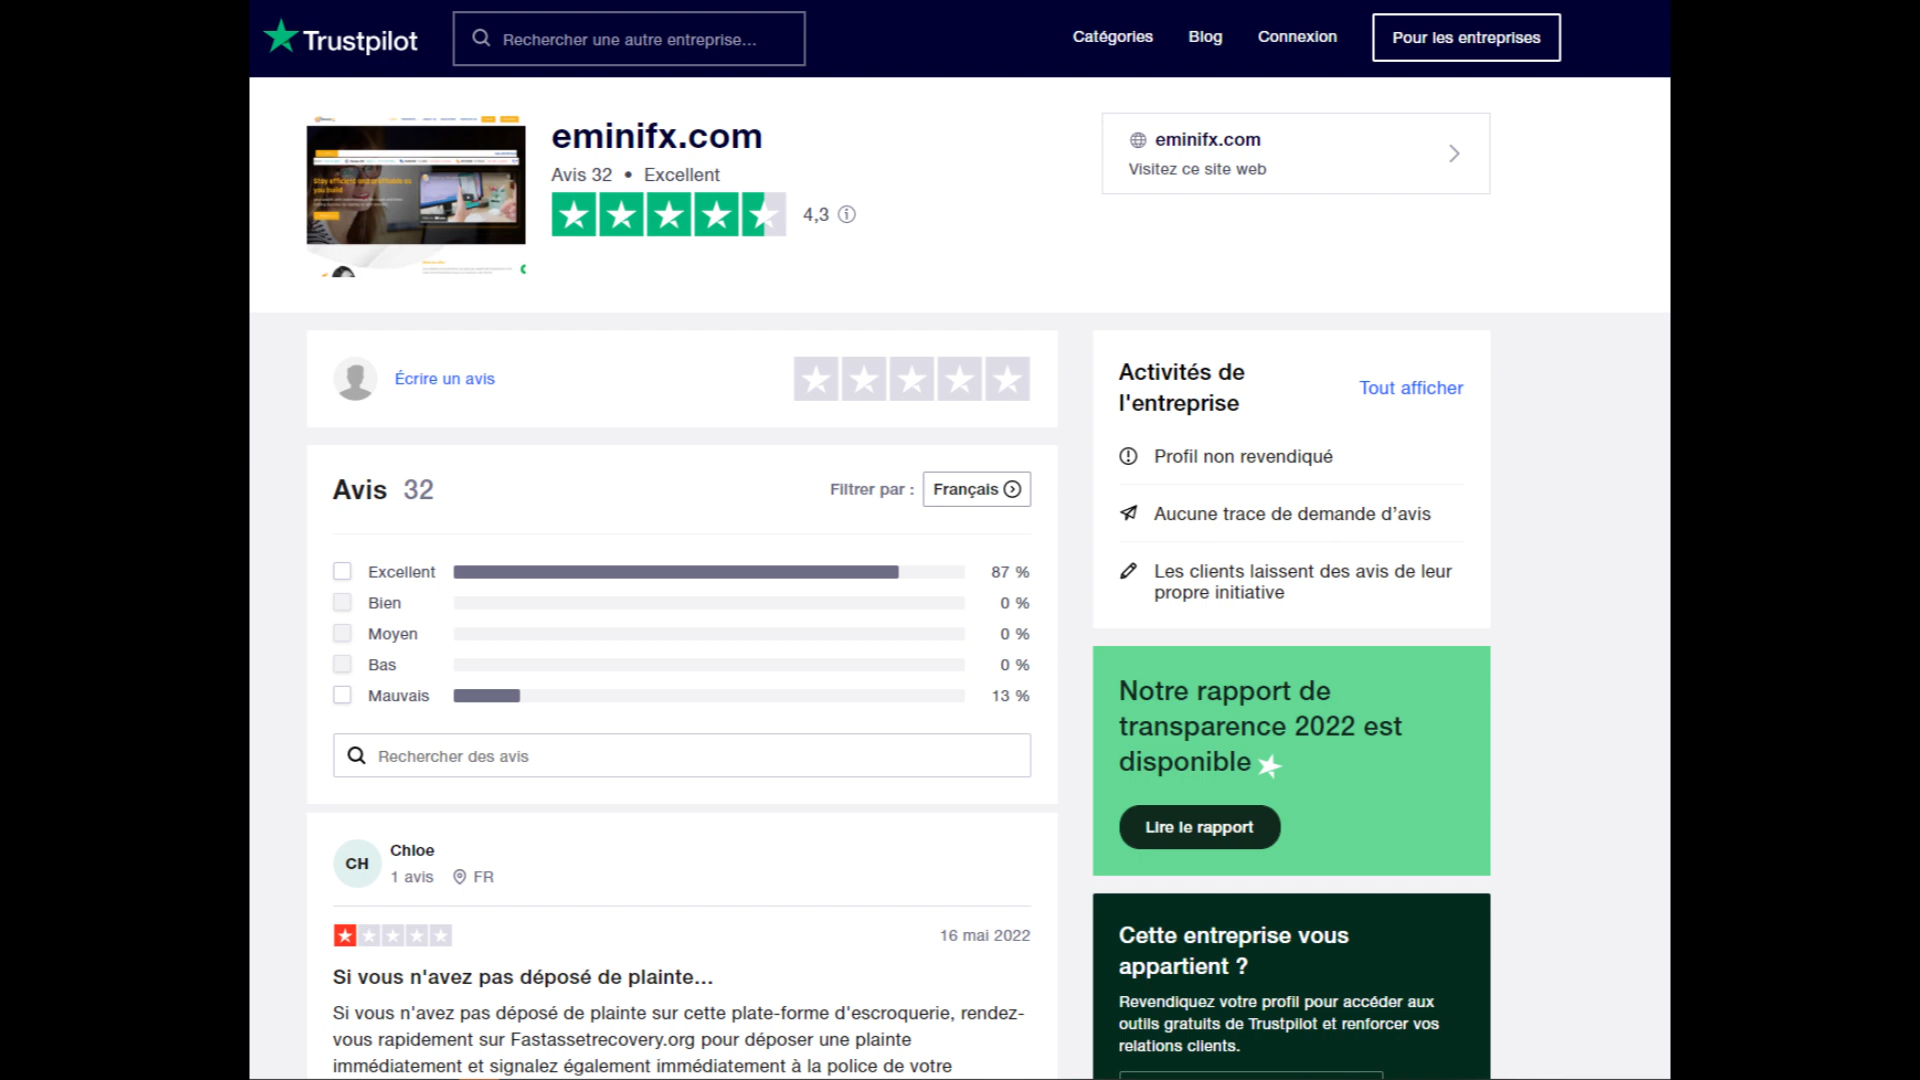 Trustpilot
Rechercher une autre entreprise...
Catégories
Blog
Connexion
Pour les entreprises
eminifx.com
Avis 32 • Excellent
4,3
eminifx.com
Visitez ce site web
Écrire un avis
Avis 32
Filtrer par :
Français
Excellent 87 %
Bien 0 %
Moyen 0 %
Bas 0 %
Mauvais 13 %
Rechercher des avis
CH
Chloe
1 avis FR
16 mai 2022
Si vous n'avez pas déposé de plainte...
Si vous n'avez pas déposé de plainte sur cette plate-forme d'escroquerie, rendez-
vous rapidement sur Fastassetrecovery.org pour déposer une plainte
immédiatement et signalez également immédiatement à la police de votre
Activités de
l'entreprise
Tout afficher
Profil non revendiqué
Aucune trace de demande d’avis
Les clients laissent des avis de leur
propre initiative
Notre rapport de
transparence 2022 est
disponible
Lire le rapport
Cette entreprise vous
appartient ?
Revendiquez votre profil pour accéder aux
outils gratuits de Trustpilot et renforcer vos
relations clients.